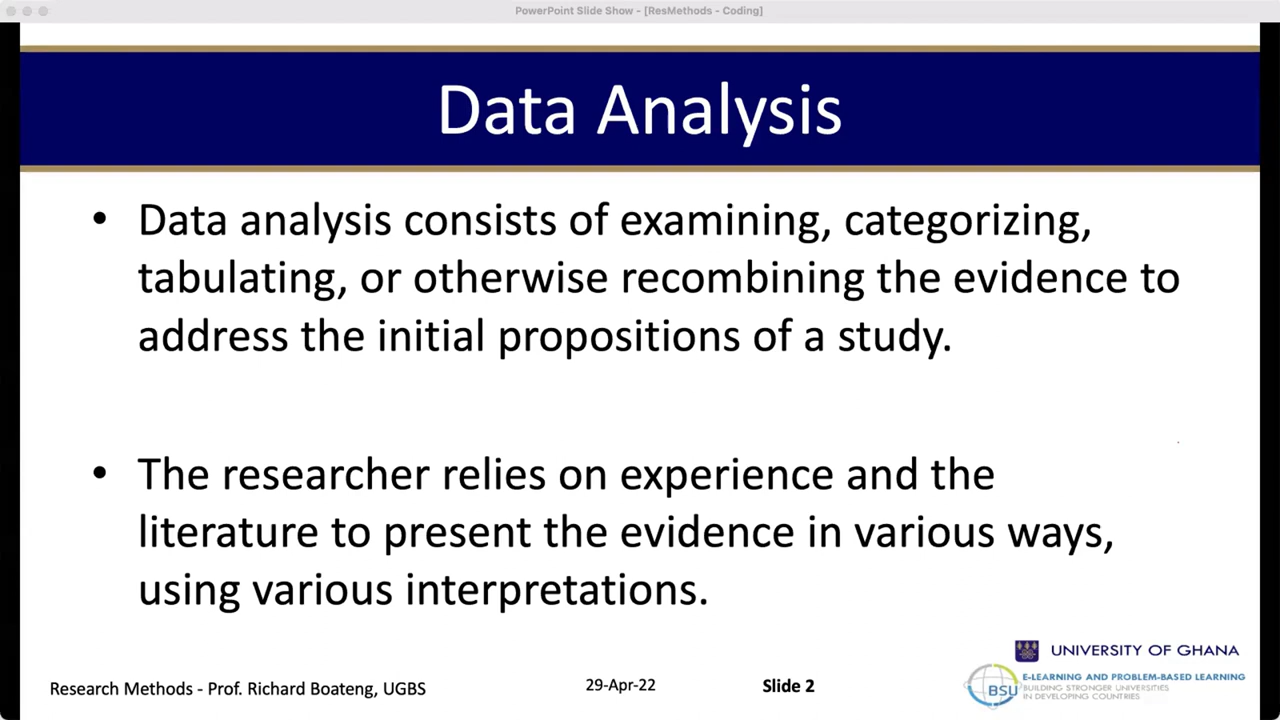 PowerPoint Slide Show - [ResMethods - Coding]
Data Analysis
• Data analysis consists of examining, categorizing,
tabulating, or otherwise recombining the evidence to
address the initial propositions of a study.
• The researcher relies on experience and the
literature to present the evidence in various ways,
using various interpretations.
UNIVERSITY OF GHANA
Research Methods - Prof. Richard Boateng, UGBS
29-Apr-22
Slide 2
BSU
E-LEARNING AND PROBLEM-BASED LEARNING
BUILDING STRONGER UNIVERSITIES
IN DEVELOPING COUNTRIES